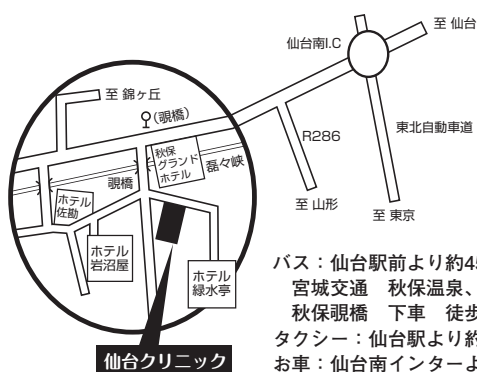 至 仙台
仙台南I.C
至 錦ヶ丘
(覗橋)
東北自動車道
R286
秋保
グランド
ホテル
磊々峡
覗橋
ホテル
佐勘
至 山形
至 東京
ホテル
岩沼屋
ホテル
緑水亭
バス：仙台駅前より約45
宮城交通　秋保温泉、
秋保覗橋　下車　徒歩
タクシー：仙台駅より約
お車：仙台南インターよ
仙台クリニック